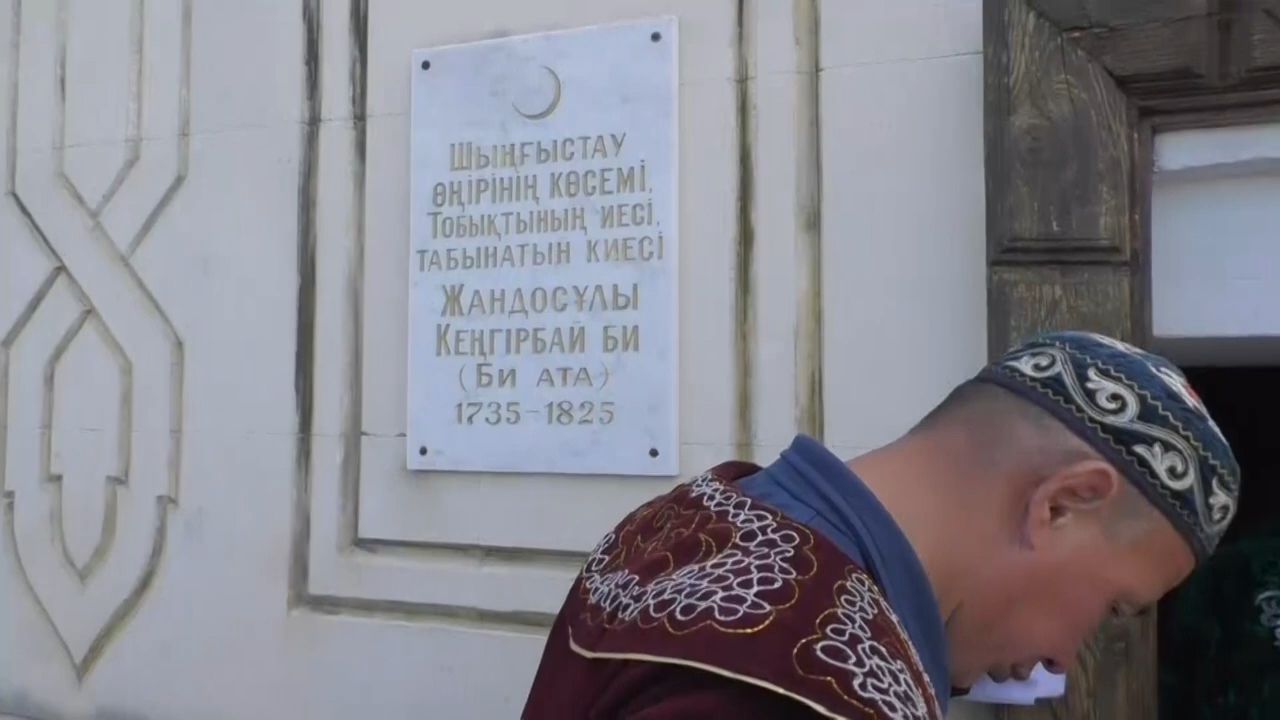 Шыңғыстау
өңірінің көсемі,
Тобықтының иесі,
табынатын киесі
Жандосұлы
Кеңгірбай би
(Би ата)
1735-1825